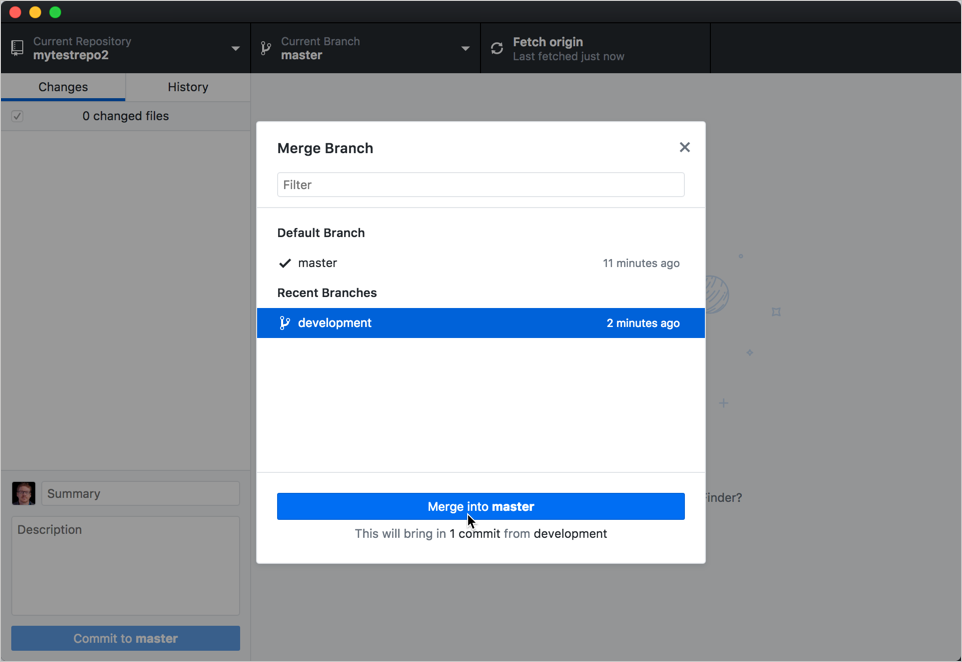 Current Repository
mytestrepo2
Current Branch
master
Fetch origin
Last fetched just now
Changes
History
0 changed files
Merge Branch
Filter
Default Branch
master
11 minutes ago
Recent Branches
development
2 minutes ago
Merge into master
This will bring in 1 commit from development
Finder?
Summary
Description
Commit to master